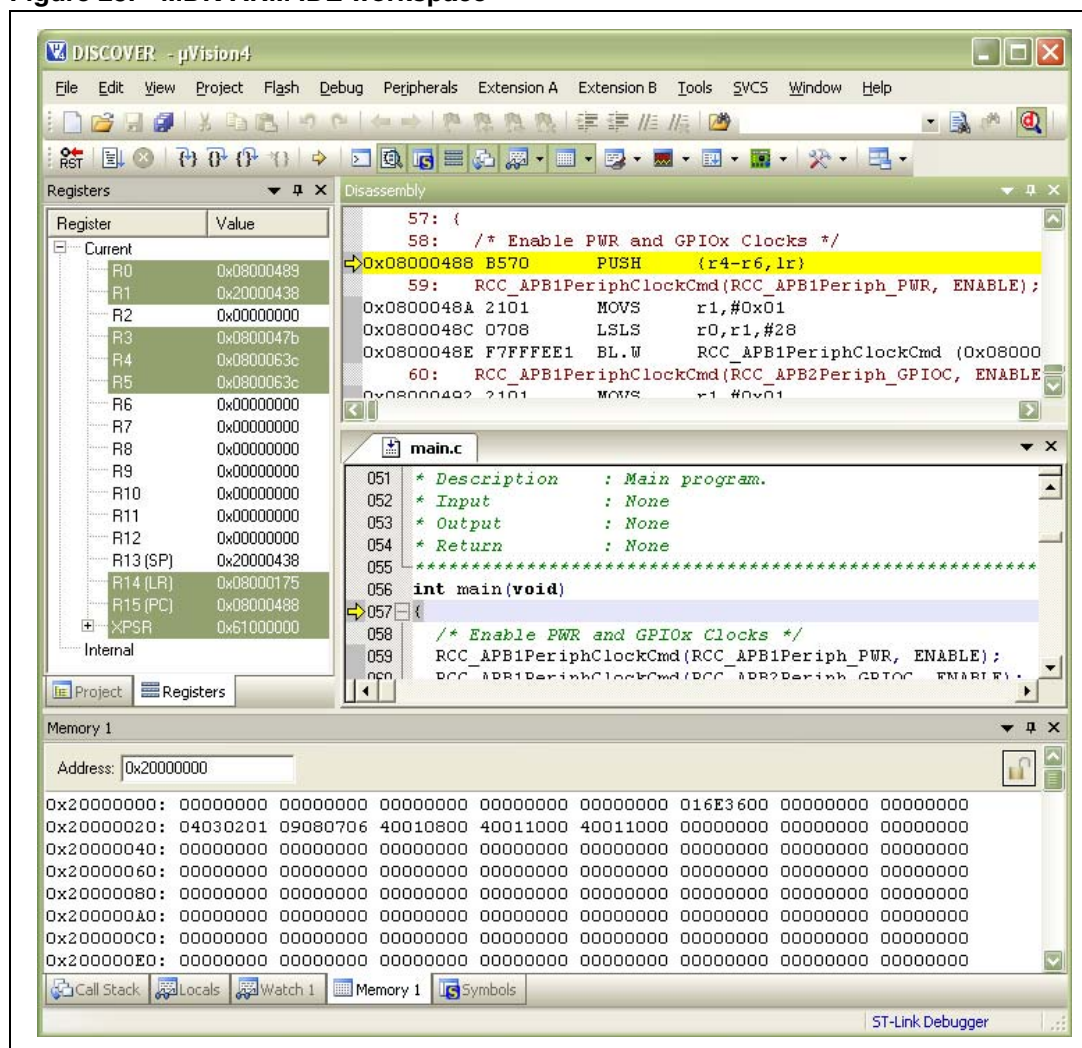 DISCOVER - µVision4
File Edit View Project Flash Debug Peripherals Extension A Extension B Tools SVCS Window Help
RST
Registers
Register Value
Current
R0 0x08000489
R1 0x20000438
R2 0x00000000
R3 0x0800047b
R4 0x0800063c
R5 0x0800063c
R6 0x00000000
R7 0x00000000
R8 0x00000000
R9 0x00000000
R10 0x00000000
R11 0x00000000
R12 0x00000000
R13 (SP) 0x20000438
R14 (LR) 0x08000175
R15 (PC) 0x08000488
XPSR 0x61000000
Internal
Project Registers
Disassembly
57: {
58: /* Enable PWR and GPIOx Clocks */
0x08000488 B570 PUSH {r4-r6,lr}
59: RCC_APB1PeriphClockCmd(RCC_APB1Periph_PWR, ENABLE);
0x0800048A 2101 MOVS r1,#0x01
0x0800048C 0708 LSLS r0,r1,#28
0x0800048E F7FFFEE1 BL.W RCC_APB1PeriphClockCmd (0x08000
60: RCC_APB1PeriphClockCmd(RCC_APB2Periph_GPIOC, ENABLE
0x08000492 2101 MOVS r1,#0x01
main.c
051 * Description : Main program.
052 * Input : None
053 * Output : None
054 * Return : None
055 *******************************************************
056 int main(void)
057 {
058 /* Enable PWR and GPIOx Clocks */
059 RCC_APB1PeriphClockCmd(RCC_APB1Periph_PWR, ENABLE);
060 RCC_APB1PeriphClockCmd(RCC_APB2Periph_GPIOC, ENABLE);
Memory 1
Address: 0x20000000
0x20000000: 00000000 00000000 00000000 00000000 00000000 016E3600 00000000 00000000
0x20000020: 04030201 09080706 40010800 40011000 40011000 00000000 00000000 00000000
0x20000040: 00000000 00000000 00000000 00000000 00000000 00000000 00000000 00000000
0x20000060: 00000000 00000000 00000000 00000000 00000000 00000000 00000000 00000000
0x20000080: 00000000 00000000 00000000 00000000 00000000 00000000 00000000 00000000
0x200000A0: 00000000 00000000 00000000 00000000 00000000 00000000 00000000 00000000
0x200000C0: 00000000 00000000 00000000 00000000 00000000 00000000 00000000 00000000
0x200000E0: 00000000 00000000 00000000 00000000 00000000 00000000 00000000 00000000
Call Stack Locals Watch 1 Memory 1 Symbols
ST-Link Debugger